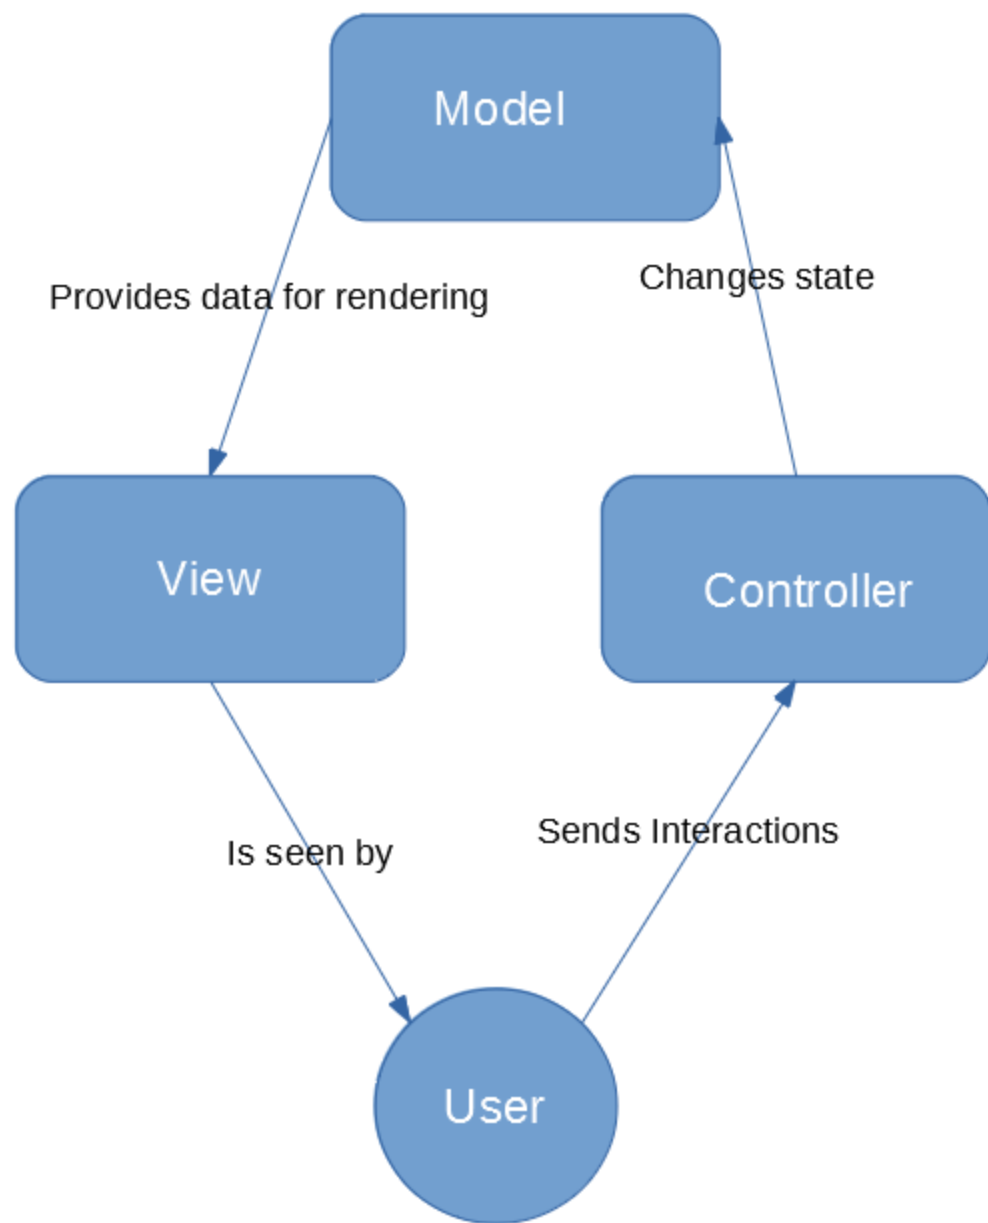 Model
Provides data for rendering
Changes state
View
Controller
Is seen by
Sends Interactions
User